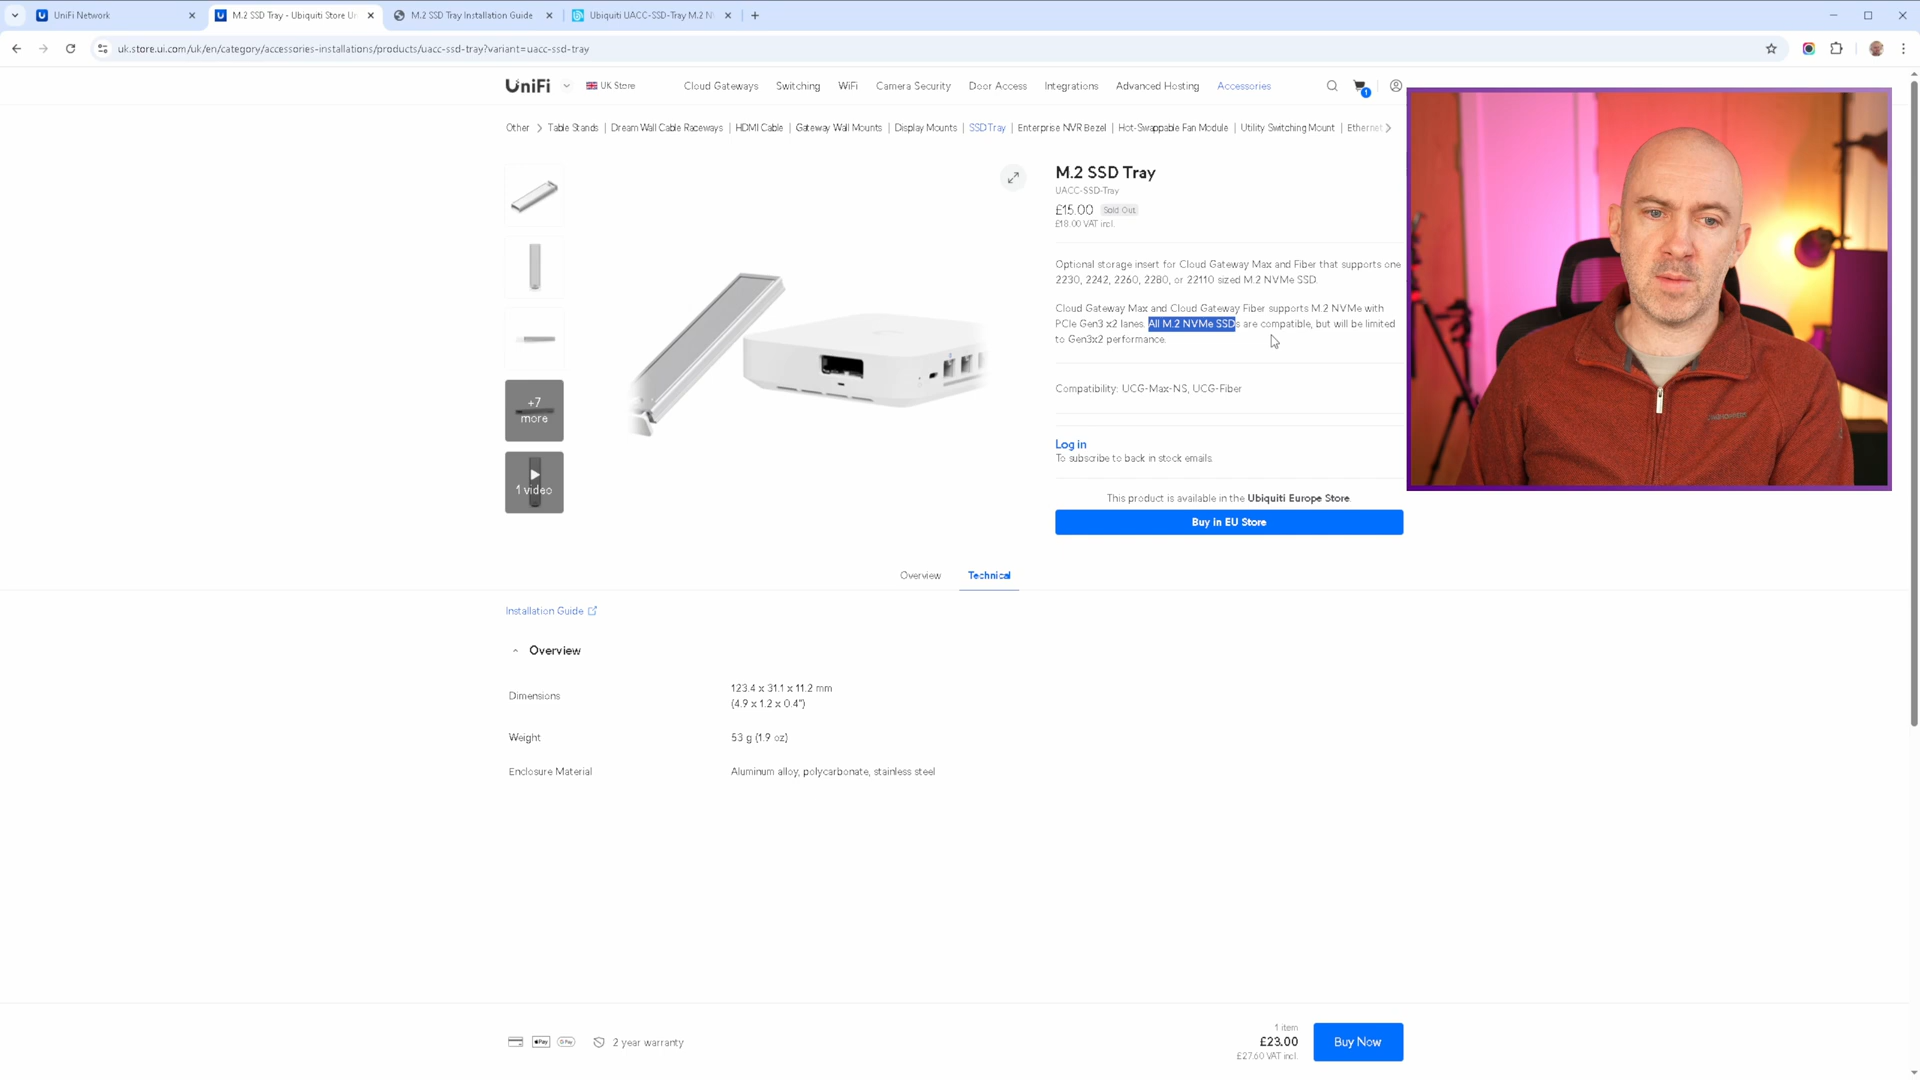 UniFi Network
M.2 SSD Tray - Ubiquiti Store Un
M.2 SSD Tray Installation Guide
Ubiquiti UACC-SSD-Tray M.2 N
uk.store.ui.com/uk/en/category/accessories-installations/products/uacc-ssd-tray?variant=uacc-ssd-tray
UniFi
UK Store
Cloud Gateways
Switching
WiFi
Camera Security
Door Access
Integrations
Advanced Hosting
Accessories
1
Other
Table Stands
Dream Wall Cable Raceways
HDMI Cable
Gateway Wall Mounts
Display Mounts
SSD Tray
Enterprise NVR Bezel
Hot-Swappable Fan Module
Utility Switching Mount
Ethernet
+7
more
1 video
M.2 SSD Tray
UACC-SSD-Tray
£15.00 Sold Out
£18.00 VAT incl.
Optional storage insert for Cloud Gateway Max and Fiber that supports one
2230, 2242, 2260, 2280, or 22110 sized M.2 NVMe SSD.
Cloud Gateway Max and Cloud Gateway Fiber supports M.2 NVMe with
PCIe Gen3 x2 lanes. All M.2 NVMe SSDs are compatible, but will be limited
to Gen3x2 performance.
Compatibility: UCG-Max-NS, UCG-Fiber
Log in
To subscribe to back in stock emails.
This product is available in the Ubiquiti Europe Store.
Buy in EU Store
Overview
Technical
Installation Guide
Overview
Dimensions
123.4 x 31.1 x 11.2 mm
(4.9 x 1.2 x 0.4")
Weight
53 g (1.9 oz)
Enclosure Material
Aluminum alloy, polycarbonate, stainless steel
Pay
G Pay
2 year warranty
1 item
£23.00
£27.60 VAT incl.
Buy Now